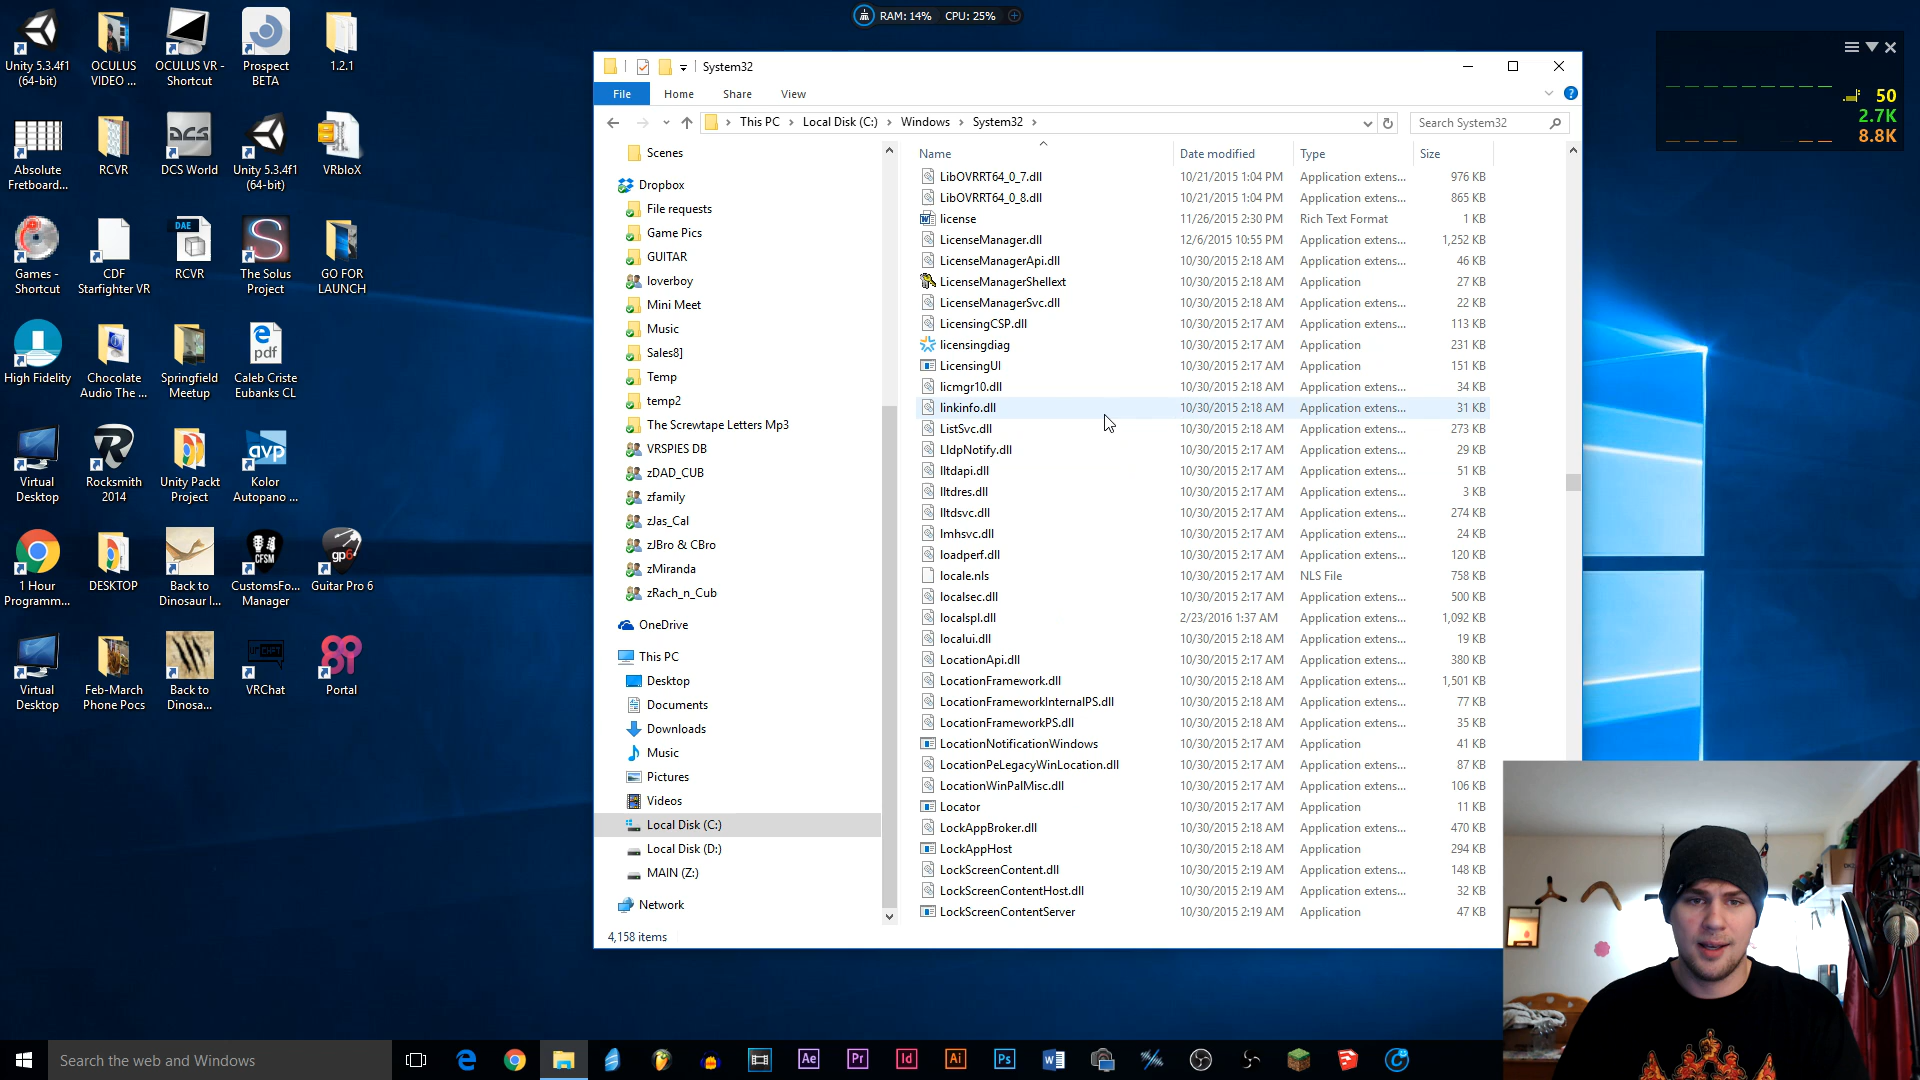 RAM: 14% CPU: 25%
Unity 5.3.4f1
(64-bit)
OCULUS
VIDEO ...
OCULUS VR -
Shortcut
Prospect
BETA
1.2.1
Absolute
Fretboard...
RCVR
DCS
DCS World
Unity 5.3.4f1
(64-bit)
VRbloX
Games -
Shortcut
CDF
Starfighter VR
DAE
RCVR
The Solus
Project
GO FOR
LAUNCH
High Fidelity
Chocolate
Audio The ...
Springfield
Meetup
pdf
Caleb Criste
Eubanks CL
Virtual
Desktop
Rocksmith
2014
Unity Packt
Project
avp
Kolor
Autopano ...
1 Hour
Programm...
DESKTOP
Back to
Dinosaur I...
CFSM
CustomsFo...
Manager
gp6
Guitar Pro 6
Virtual
Desktop
Feb-March
Phone Pocs
Back to
Dinosa...
VRChat
Portal
System32
File Home Share View
This PC Local Disk (C:) Windows System32
Search System32
Scenes
Dropbox
File requests
Game Pics
GUITAR
loverboy
Mini Meet
Music
Sales8]
Temp
temp2
The Screwtape Letters Mp3
VRSPIES DB
zDAD_CUB
zfamily
zJas_Cal
zJBro & CBro
zMiranda
zRach_n_Cub
OneDrive
This PC
Desktop
Documents
Downloads
Music
Pictures
Videos
Local Disk (C:)
Local Disk (D:)
MAIN (Z:)
Network
4,158 items
Name Date modified Type Size
LibOVRRT64_0_7.dll 10/21/2015 1:04 PM Application extens... 976 KB
LibOVRRT64_0_8.dll 10/21/2015 1:04 PM Application extens... 865 KB
license 11/26/2015 2:30 PM Rich Text Format 1 KB
LicenseManager.dll 12/6/2015 10:55 PM Application extens... 1,252 KB
LicenseManagerApi.dll 10/30/2015 2:18 AM Application extens... 46 KB
LicenseManagerShellext 10/30/2015 2:18 AM Application 27 KB
LicenseManagerSvc.dll 10/30/2015 2:18 AM Application extens... 22 KB
LicensingCSP.dll 10/30/2015 2:17 AM Application extens... 113 KB
licensingdiag 10/30/2015 2:17 AM Application 231 KB
LicensingUI 10/30/2015 2:17 AM Application 151 KB
licmgr10.dll 10/30/2015 2:18 AM Application extens... 34 KB
linkinfo.dll 10/30/2015 2:18 AM Application extens... 31 KB
ListSvc.dll 10/30/2015 2:18 AM Application extens... 273 KB
LldpNotify.dll 10/30/2015 2:18 AM Application extens... 29 KB
lltdapi.dll 10/30/2015 2:17 AM Application extens... 51 KB
lltdres.dll 10/30/2015 2:17 AM Application extens... 3 KB
lltdsvc.dll 10/30/2015 2:17 AM Application extens... 274 KB
lmhsvc.dll 10/30/2015 2:17 AM Application extens... 24 KB
loadperf.dll 10/30/2015 2:17 AM Application extens... 120 KB
locale.nls 10/30/2015 2:17 AM NLS File 758 KB
localsec.dll 10/30/2015 2:17 AM Application extens... 500 KB
localspl.dll 2/23/2016 1:37 AM Application extens... 1,092 KB
localui.dll 10/30/2015 2:18 AM Application extens... 19 KB
LocationApi.dll 10/30/2015 2:17 AM Application extens... 380 KB
LocationFramework.dll 10/30/2015 2:18 AM Application extens... 1,501 KB
LocationFrameworkInternalPS.dll 10/30/2015 2:18 AM Application extens... 77 KB
LocationFrameworkPS.dll 10/30/2015 2:18 AM Application extens... 35 KB
LocationNotificationWindows 10/30/2015 2:17 AM Application 41 KB
LocationPeLegacyWinLocation.dll 10/30/2015 2:17 AM Application extens... 87 KB
LocationWinPalMisc.dll 10/30/2015 2:18 AM Application extens... 106 KB
Locator 10/30/2015 2:17 AM Application 11 KB
LockAppBroker.dll 10/30/2015 2:18 AM Application extens... 470 KB
LockAppHost 10/30/2015 2:18 AM Application 294 KB
LockScreenContent.dll 10/30/2015 2:19 AM Application extens... 148 KB
LockScreenContentHost.dll 10/30/2015 2:19 AM Application extens... 32 KB
LockScreenContentServer 10/30/2015 2:19 AM Application 47 KB
50
2.7K
8.8K
Search the web and Windows
Ae Pr Id Ai Ps